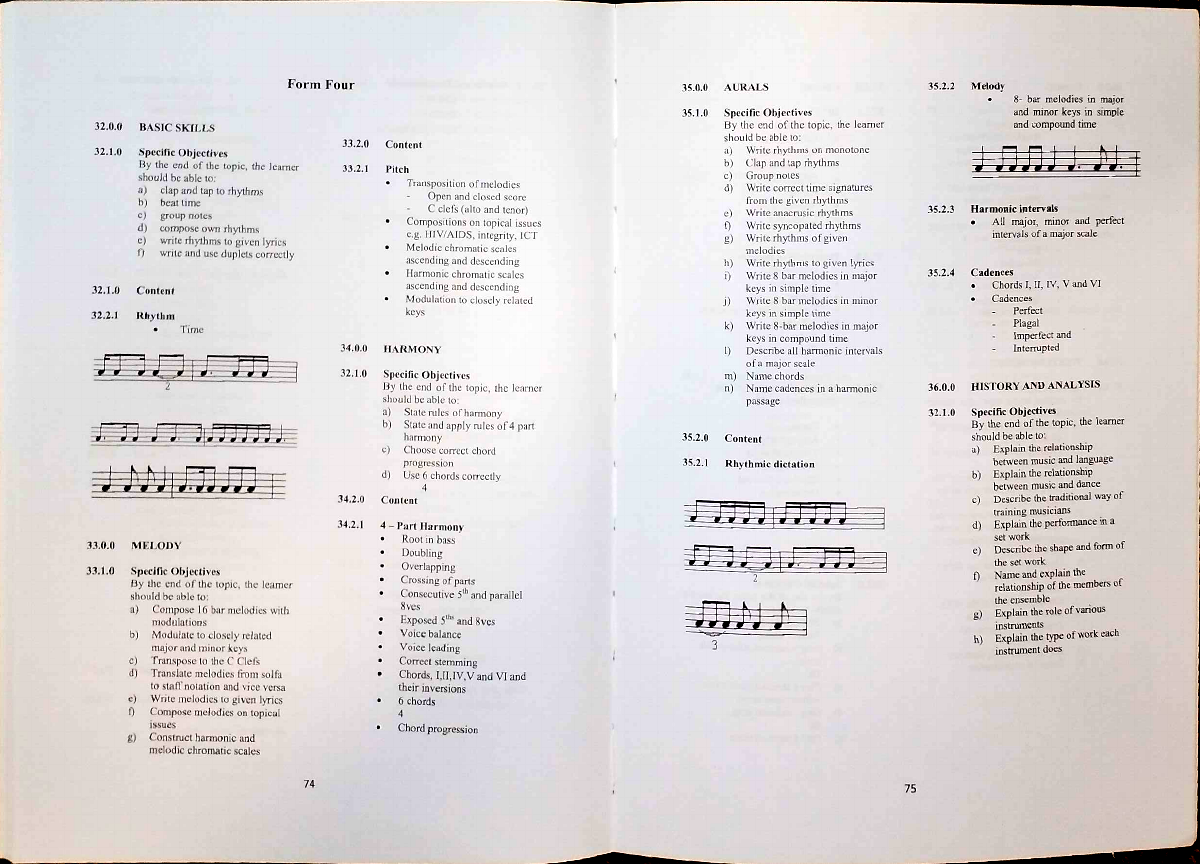 Form Four
32.0.0 BASIC SKILLS
32.1.0 Specific Objectives
By the end of the topic, the learner
should be able to:
a) clap and tap to rhythms
b) beat time
c) group notes
d) compose own rhythms
e) write rhythms to given lyrics
f) write and use duplets correctly
32.1.0 Content
32.2.1 Rhythm
• Time
2
33.0.0 MELODY
33.1.0 Specific Objectives
By the end of the topic, the learner
should be able to:
a) Compose 16 bar melodies with
modulations
b) Modulate to closely related
major and minor keys
c) Transpose to the C Clefs
d) Translate melodies from solfa
to staff notation and vice versa
e) Write melodies to given lyrics
f) Compose melodies on topical
issues
g) Construct harmonic and
melodic chromatic scales
33.2.0 Content
33.2.1 Pitch
• Transposition of melodies
- Open and closed score
- C clefs (alto and tenor)
• Compositions on topical issues
e.g. HIV/AIDS, integrity, ICT
• Melodic chromatic scales
ascending and descending
• Harmonic chromatic scales
ascending and descending
• Modulation to closely related
keys
34.0.0 HARMONY
32.1.0 Specific Objectives
By the end of the topic, the learner
should be able to:
a) State rules of harmony
b) State and apply rules of 4 part
harmony
c) Choose correct chord
progression
d) Use 6 chords correctly
4
34.2.0 Content
34.2.1 4 – Part Harmony
• Root in bass
• Doubling
• Overlapping
• Crossing of parts
• Consecutive 5th and parallel
8ves
• Exposed 5ths and 8ves
• Voice balance
• Voice leading
• Correct stemming
• Chords, I,II,IV,V and VI and
their inversions
• 6 chords
4
• Chord progression
74
35.0.0 AURALS
35.1.0 Specific Objectives
By the end of the topic, the learner
should be able to:
a) Write rhythms on monotone
b) Clap and tap rhythms
c) Group notes
d) Write correct time signatures
from the given rhythms
e) Write anacrusic rhythms
f) Write syncopated rhythms
g) Write rhythms of given
melodies
h) Write rhythms to given lyrics
i) Write 8 bar melodies in major
keys in simple time
j) Write 8 bar melodies in minor
keys in simple time
k) Write 8-bar melodies in major
keys in compound time
l) Describe all harmonic intervals
of a major scale
m) Name chords
n) Name cadences in a harmonic
passage
35.2.0 Content
35.2.1 Rhythmic dictation
2
3
35.2.2 Melody
• 8- bar melodies in major
and minor keys in simple
and compound time
35.2.3 Harmonic intervals
• All major, minor and perfect
intervals of a major scale
35.2.4 Cadences
• Chords I, II, IV, V and VI
• Cadences
- Perfect
- Plagal
- Imperfect and
- Interrupted
36.0.0 HISTORY AND ANALYSIS
32.1.0 Specific Objectives
By the end of the topic, the learner
should be able to:
a) Explain the relationship
between music and language
b) Explain the relationship
between music and dance
c) Describe the traditional way of
training musicians
d) Explain the performance in a
set work
e) Describe the shape and form of
the set work
f) Name and explain the
relationship of the members of
the ensemble
g) Explain the role of various
instruments
h) Explain the type of work each
instrument does
75